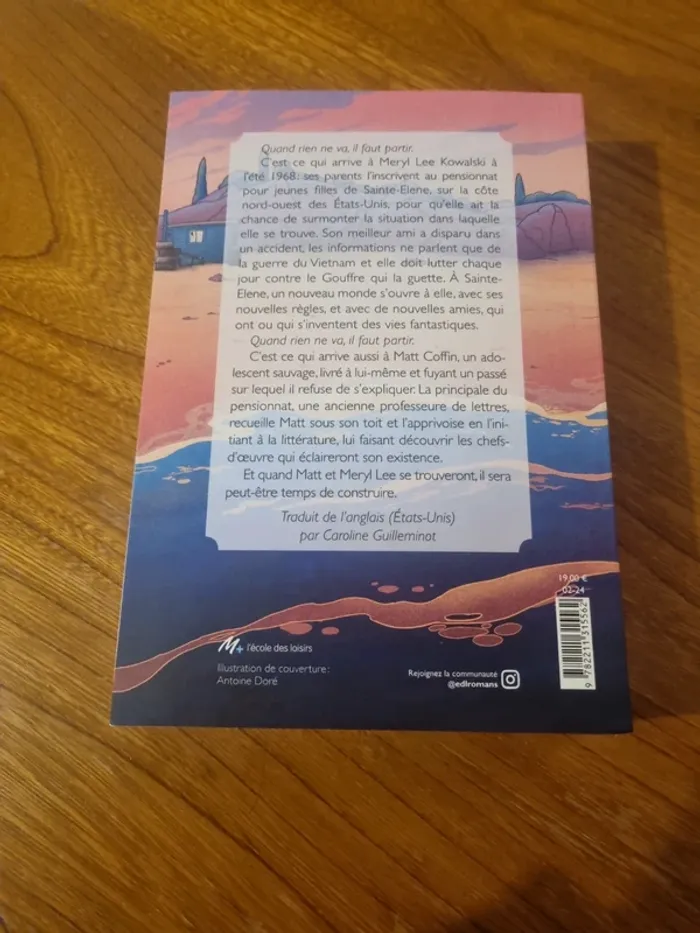 Quand rien ne va, il faut partir.
C'est ce qui arrive à Meryl Lee Kowalski à
l'été 1968 : ses parents l'inscrivent au pensionnat
pour jeunes filles de Sainte-Elene, sur la côte
nord-ouest des États-Unis, pour qu'elle ait la
chance de surmonter la situation dans laquelle
elle se trouve. Son meilleur ami a disparu dans
un accident, les informations ne parlent que de
la guerre du Vietnam et elle doit lutter chaque
jour contre le Gouffre qui la guette. À Sainte-
Elene, un nouveau monde s'ouvre à elle, avec ses
nouvelles règles, et avec de nouvelles amies, qui
ont ou qui s'inventent des vies fantastiques.
Quand rien ne va, il faut partir.
C'est ce qui arrive aussi à Matt Coffin, un ado-
lescent sauvage, livré à lui-même et fuyant un passé
sur lequel il refuse de s'expliquer. La principale du
pensionnat, une ancienne professeure de lettres,
recueille Matt sous son toit et l'apprivoise en l'ini-
tiant à la littérature, lui faisant découvrir les chefs-
d'œuvre qui éclaireront son existence.
Et quand Matt et Meryl Lee se trouveront, il sera
peut-être temps de construire.
Traduit de l'anglais (États-Unis)
par Caroline Guilleminot
19,00 €
02-24
M+ l'école des loisirs
Illustration de couverture :
Antoine Doré
Rejoignez la communauté
@edlromans
9 782211 315562